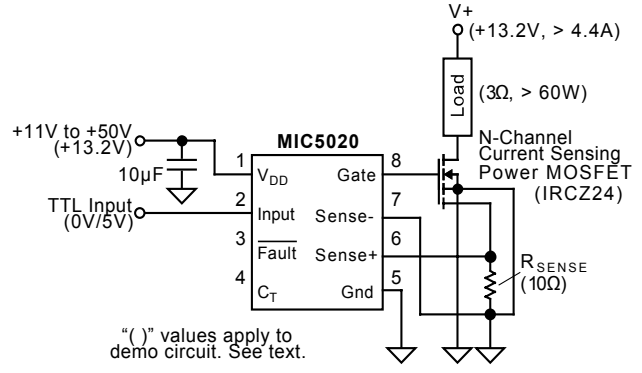 V+
(+13.2V, > 4.4A)
Load
(3Ω, > 60W)
+11V to +50V
(+13.2V)
10µF
TTL Input
(0V/5V)
MIC5020
1
VDD
2
Input
3
Fault
4
CT
8
Gate
7
Sense-
6
Sense+
5
Gnd
N-Channel
Current Sensing
Power MOSFET
(IRCZ24)
RSENSE
(10Ω)
“( )” values apply to
demo circuit. See text.